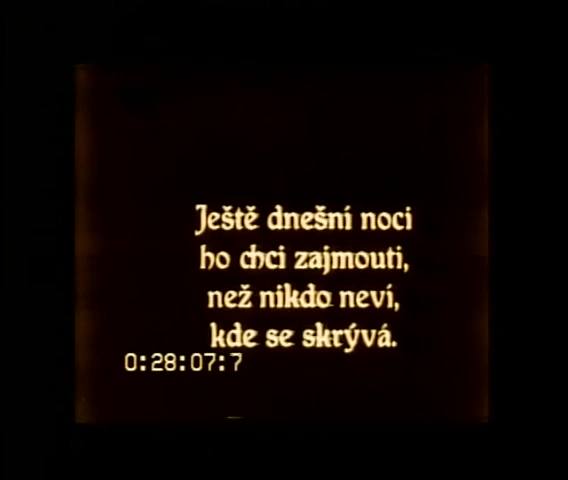 Ještě dnešní noci
ho chci zajmouti,
než nikdo neví,
kde se skrývá.
0:28:07:7